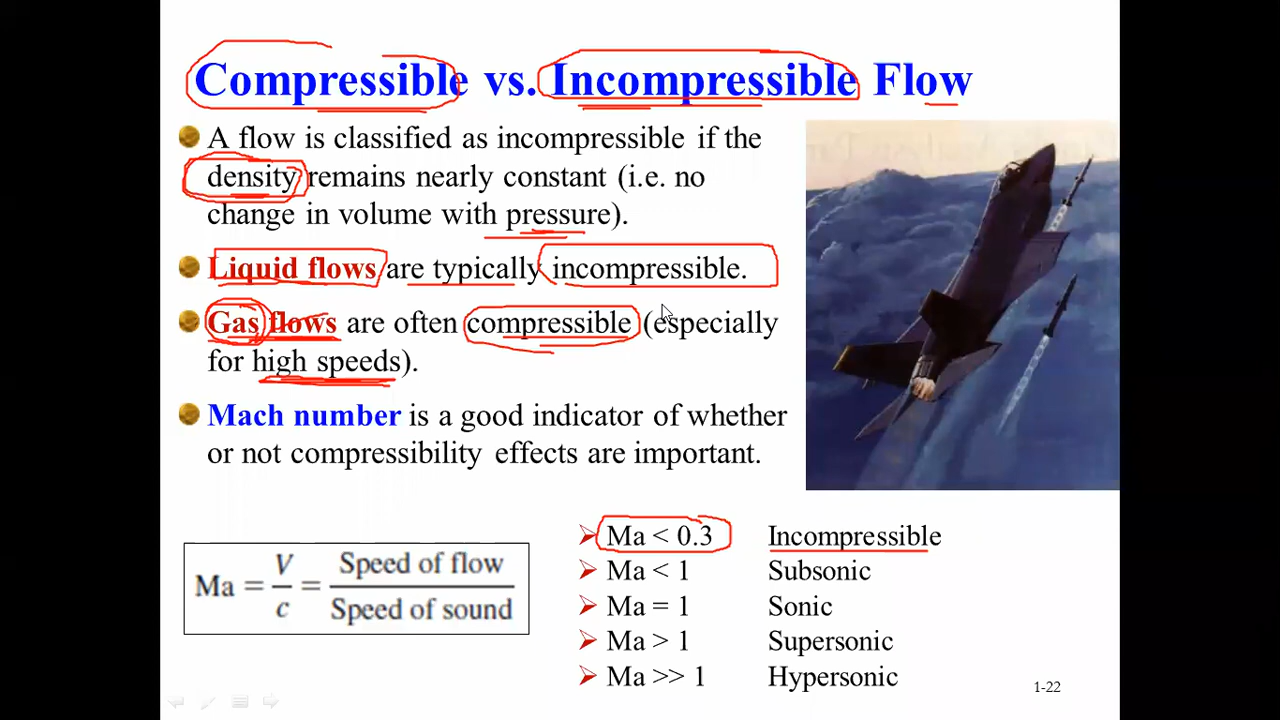 Compressible vs. Incompressible Flow
A flow is classified as incompressible if the
density remains nearly constant (i.e. no
change in volume with pressure).
Liquid flows are typically incompressible.
Gas flows are often compressible (especially
for high speeds).
Mach number is a good indicator of whether
or not compressibility effects are important.
Ma = V/c = Speed of flow / Speed of sound
Ma < 0.3 Incompressible
Ma < 1 Subsonic
Ma = 1 Sonic
Ma > 1 Supersonic
Ma >> 1 Hypersonic
1-22